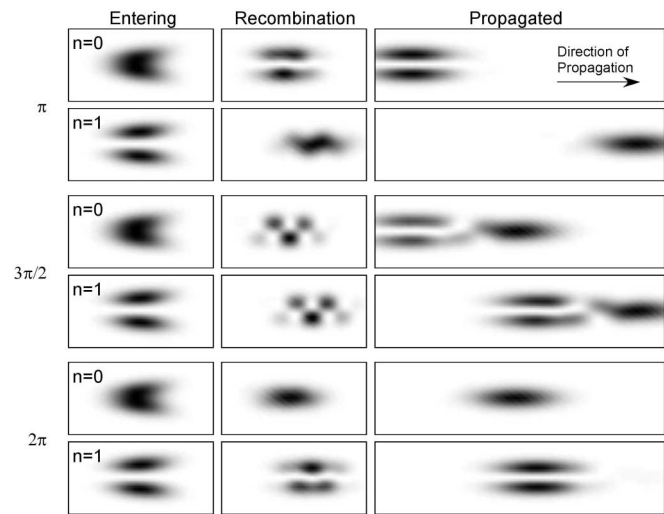 Entering Recombination Propagated
n=0
Direction of
Propagation
π
n=1
n=0
3π/2
n=1
n=0
2π
n=1